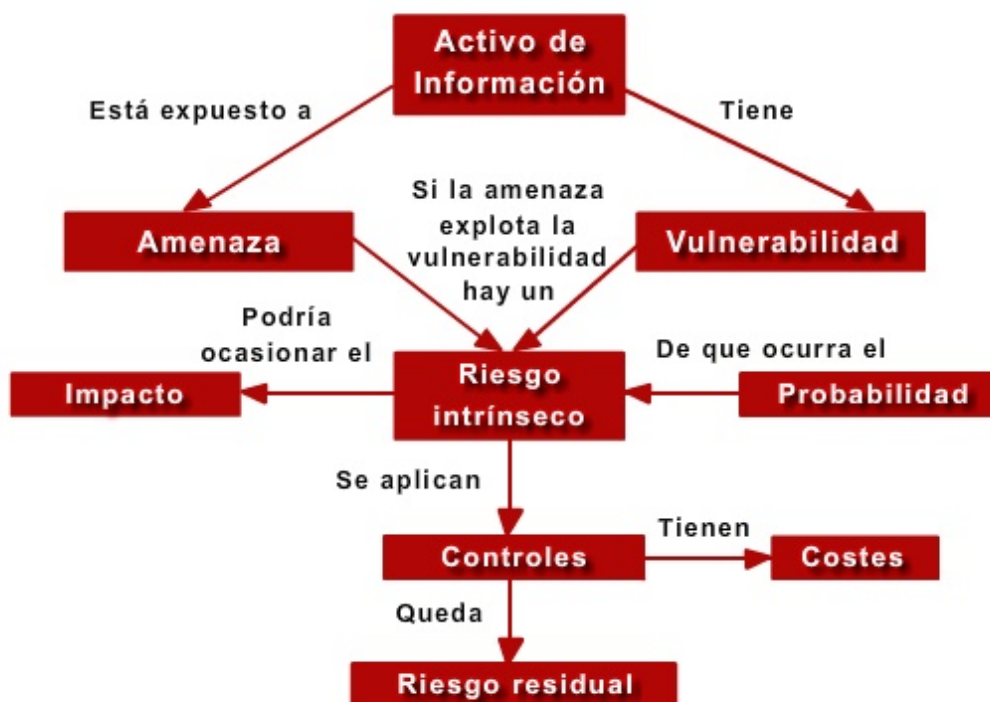 Activo de
Información
Está expuesto a
Tiene
Si la amenaza
explota la
vulnerabilidad
hay un
Amenaza
Vulnerabilidad
Podría
ocasionar el
De que ocurra el
Impacto
Riesgo
intrínseco
Probabilidad
Se aplican
Controles
Tienen
Costes
Queda
Riesgo residual